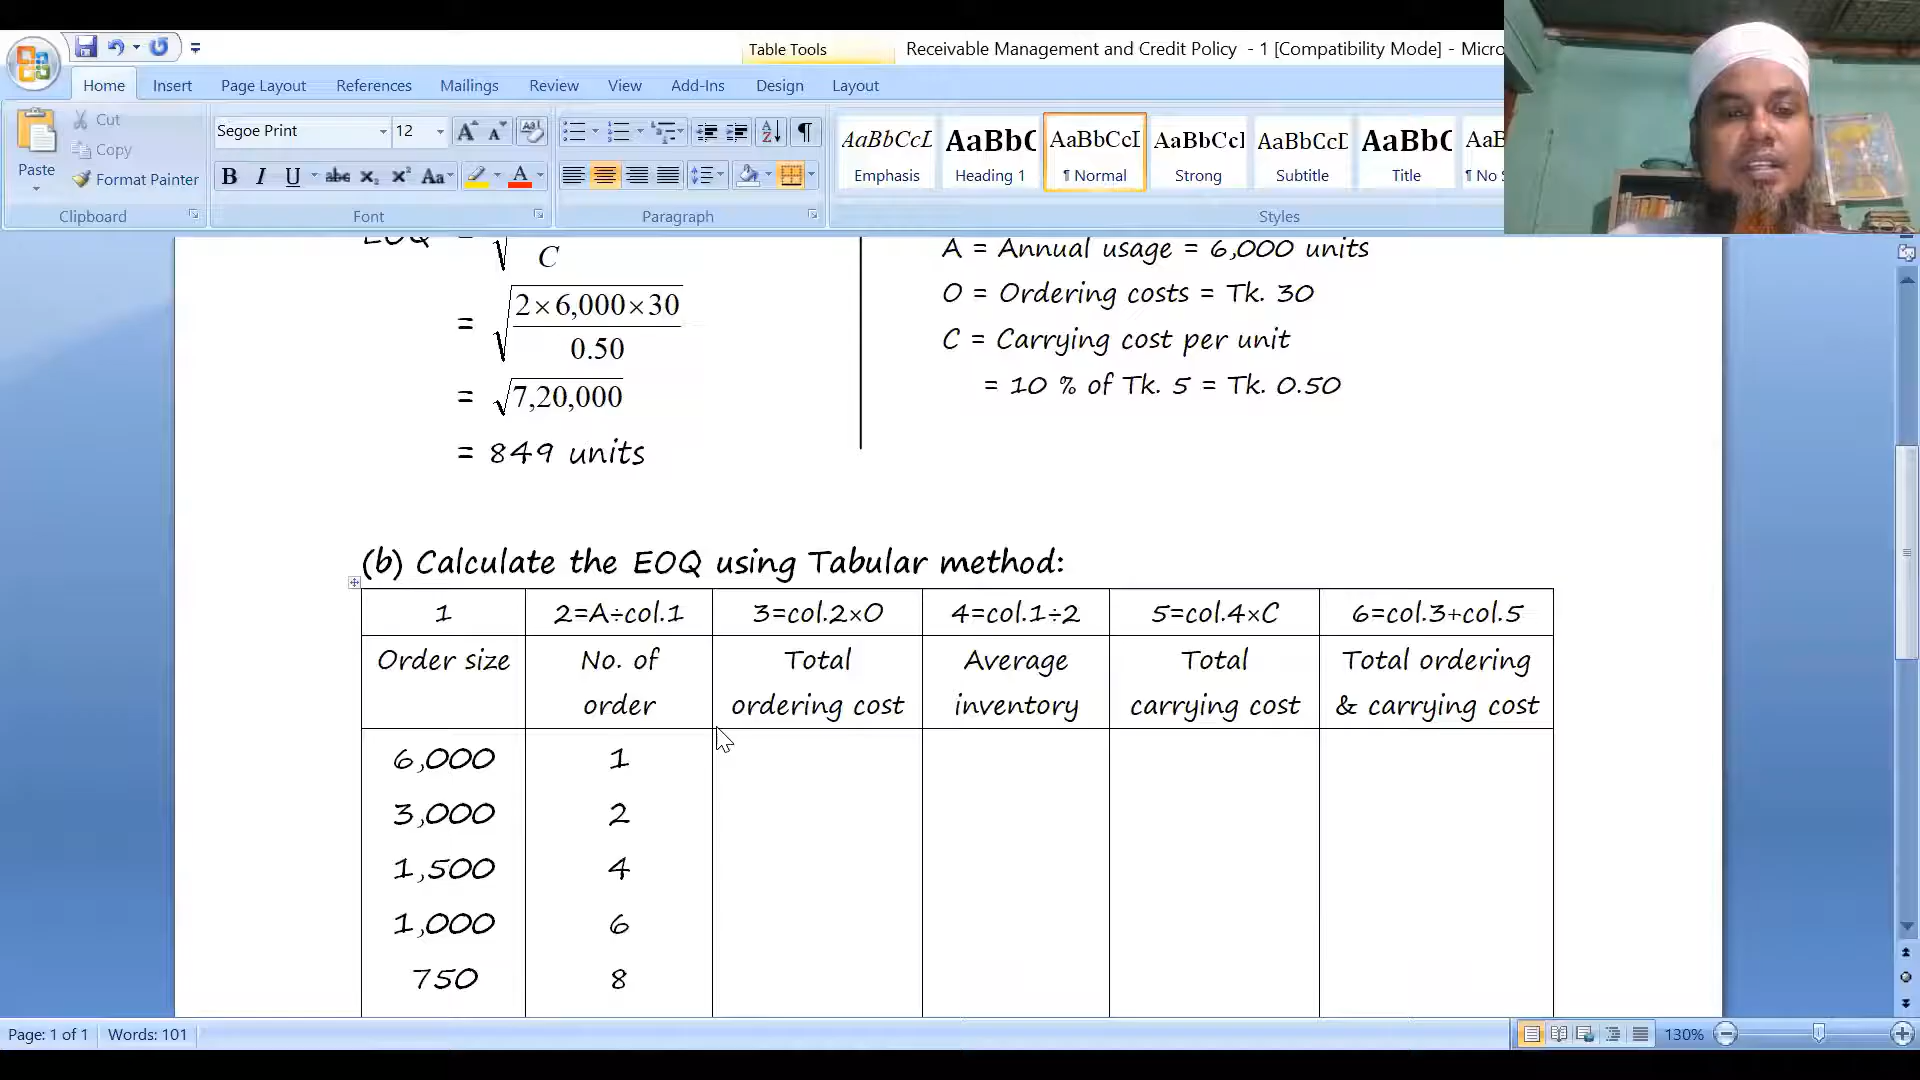 Table Tools
Receivable Management and Credit Policy - 1 [Compatibility Mode] - Micro
Home Insert Page Layout References Mailings Review View Add-Ins Design Layout
Paste
Cut
Copy
Format Painter
Clipboard
Segoe Print 12
Font
Paragraph
AaBbCcL AaBbC AaBbCcI AaBbCcl AaBbCcD AaBbC AaB
Emphasis Heading 1 ¶ Normal Strong Subtitle Title ¶ No S
Styles
EOQ = √ C
= √ 2×6,000×30
0.50
= √7,20,000
= 849 units
A = Annual usage = 6,000 units
O = Ordering costs = Tk. 30
C = Carrying cost per unit
= 10 % of Tk. 5 = Tk. 0.50
(b) Calculate the EOQ using Tabular method:
1 2=A÷col.1 3=col.2×O 4=col.1÷2 5=col.4×C 6=col.3+col.5
Order size No. of Total Average Total Total ordering
order ordering cost inventory carrying cost & carrying cost
6,000 1
3,000 2
1,500 4
1,000 6
750 8
Page: 1 of 1 Words: 101 130%